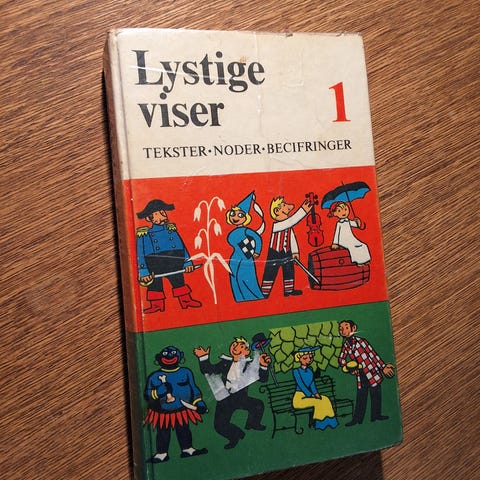 Lystige
viser
1
TEKSTER·NODER·BECIFRINGER